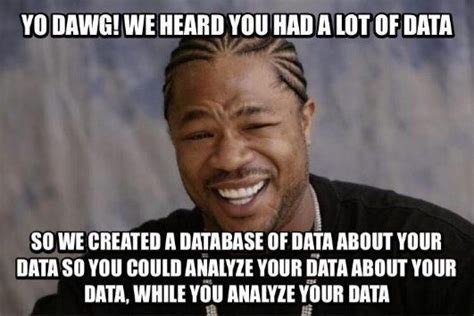 YO DAWG! WE HEARD YOU HAD A LOT OF DATA
SO WE CREATED A DATABASE OF DATA ABOUT YOUR
DATA SO YOU COULD ANALYZE YOUR DATA ABOUT YOUR
DATA, WHILE YOU ANALYZE YOUR DATA